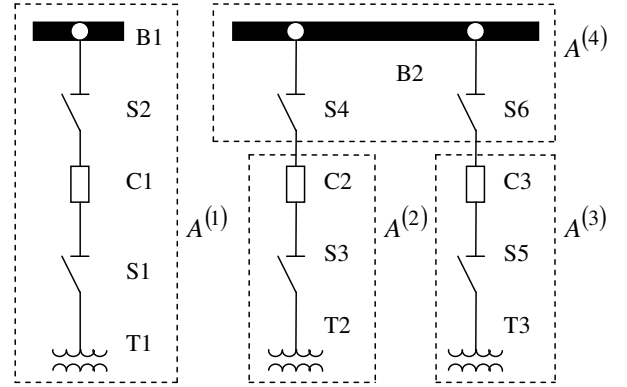 B1
A^(4)
B2
S2
S4
S6
C1
C2
C3
A^(1)
A^(2)
A^(3)
S1
S3
S5
T1
T2
T3